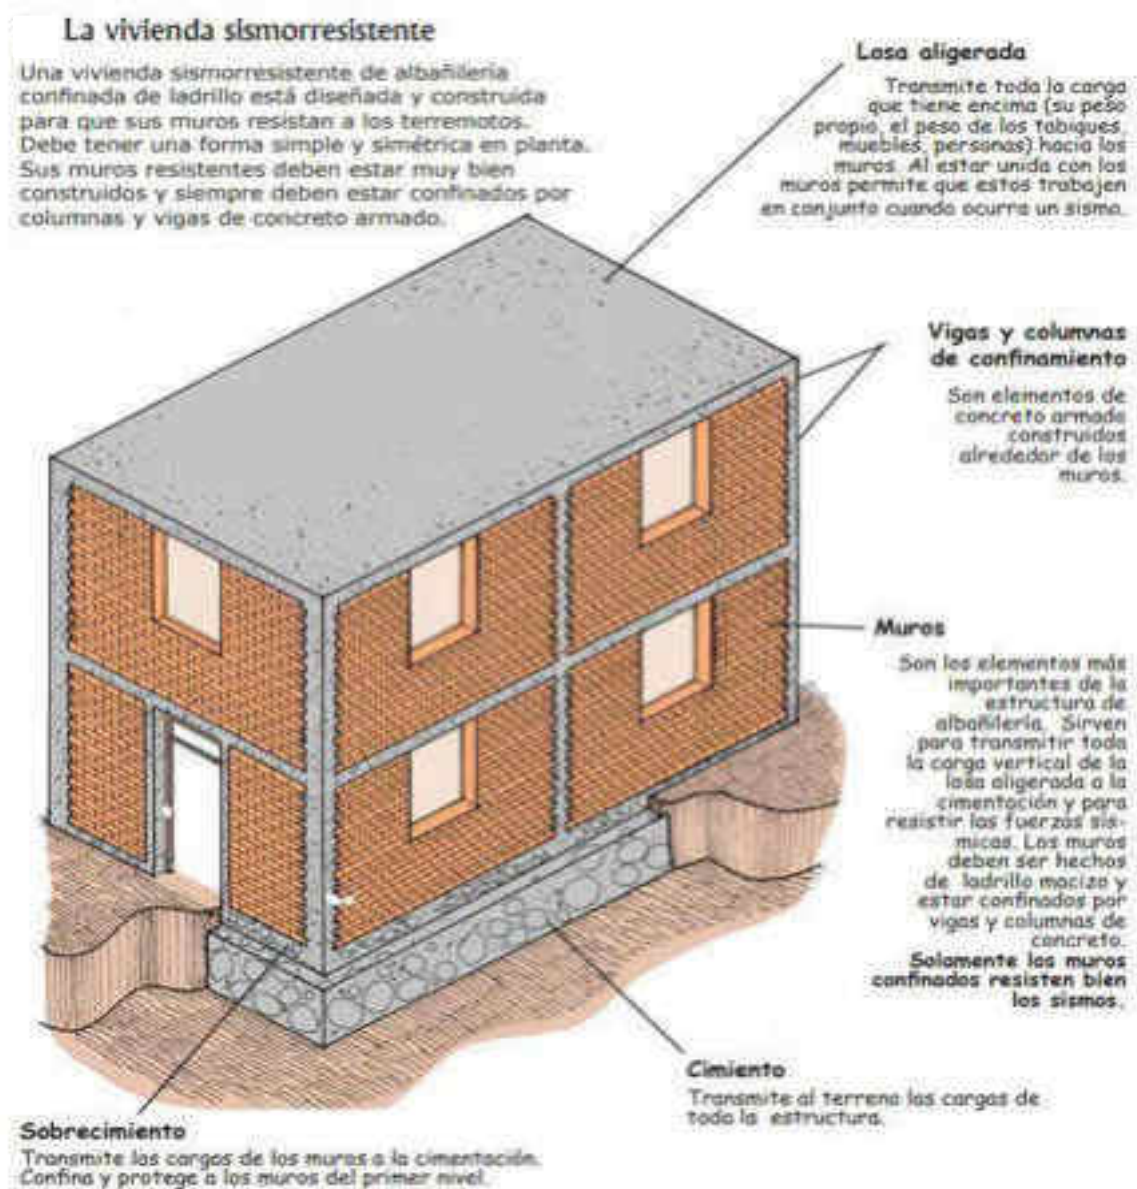 La vivienda sismorresistente
Una vivienda sismorresistente de albañilería
confinada de ladrillo está diseñada y construida
para que sus muros resistan a los terremotos.
Debe tener una forma simple y simétrica en planta.
Sus muros resistentes deben estar muy bien
construidos y siempre deben estar confinados por
columnas y vigas de concreto armado.
Losa aligerada
Transmite toda la carga
que tiene encima (su peso
propio, el peso de los tabiques,
muebles, personas) hacia los
muros. Al estar unida con los
muros permite que estos trabajen
en conjunto cuando ocurra un sismo.
Vigas y columnas
de confinamiento
Son elementos de
concreto armado
construidos
alrededor de los
muros.
Muros
Son los elementos más
importantes de la
estructura de
albañilería. Sirven
para transmitir toda
la carga vertical de la
losa aligerada a la
cimentación y para
resistir las fuerzas sís-
micas. Los muros
deben ser hechos
de ladrillo macizo y
estar confinados por
vigas y columnas de
concreto.
Solamente los muros
confinados resisten bien
los sismos.
Cimiento
Transmite al terreno las cargas de
toda la estructura.
Sobrecimiento
Transmite las cargas de los muros a la cimentación.
Confina y protege a los muros del primer nivel.